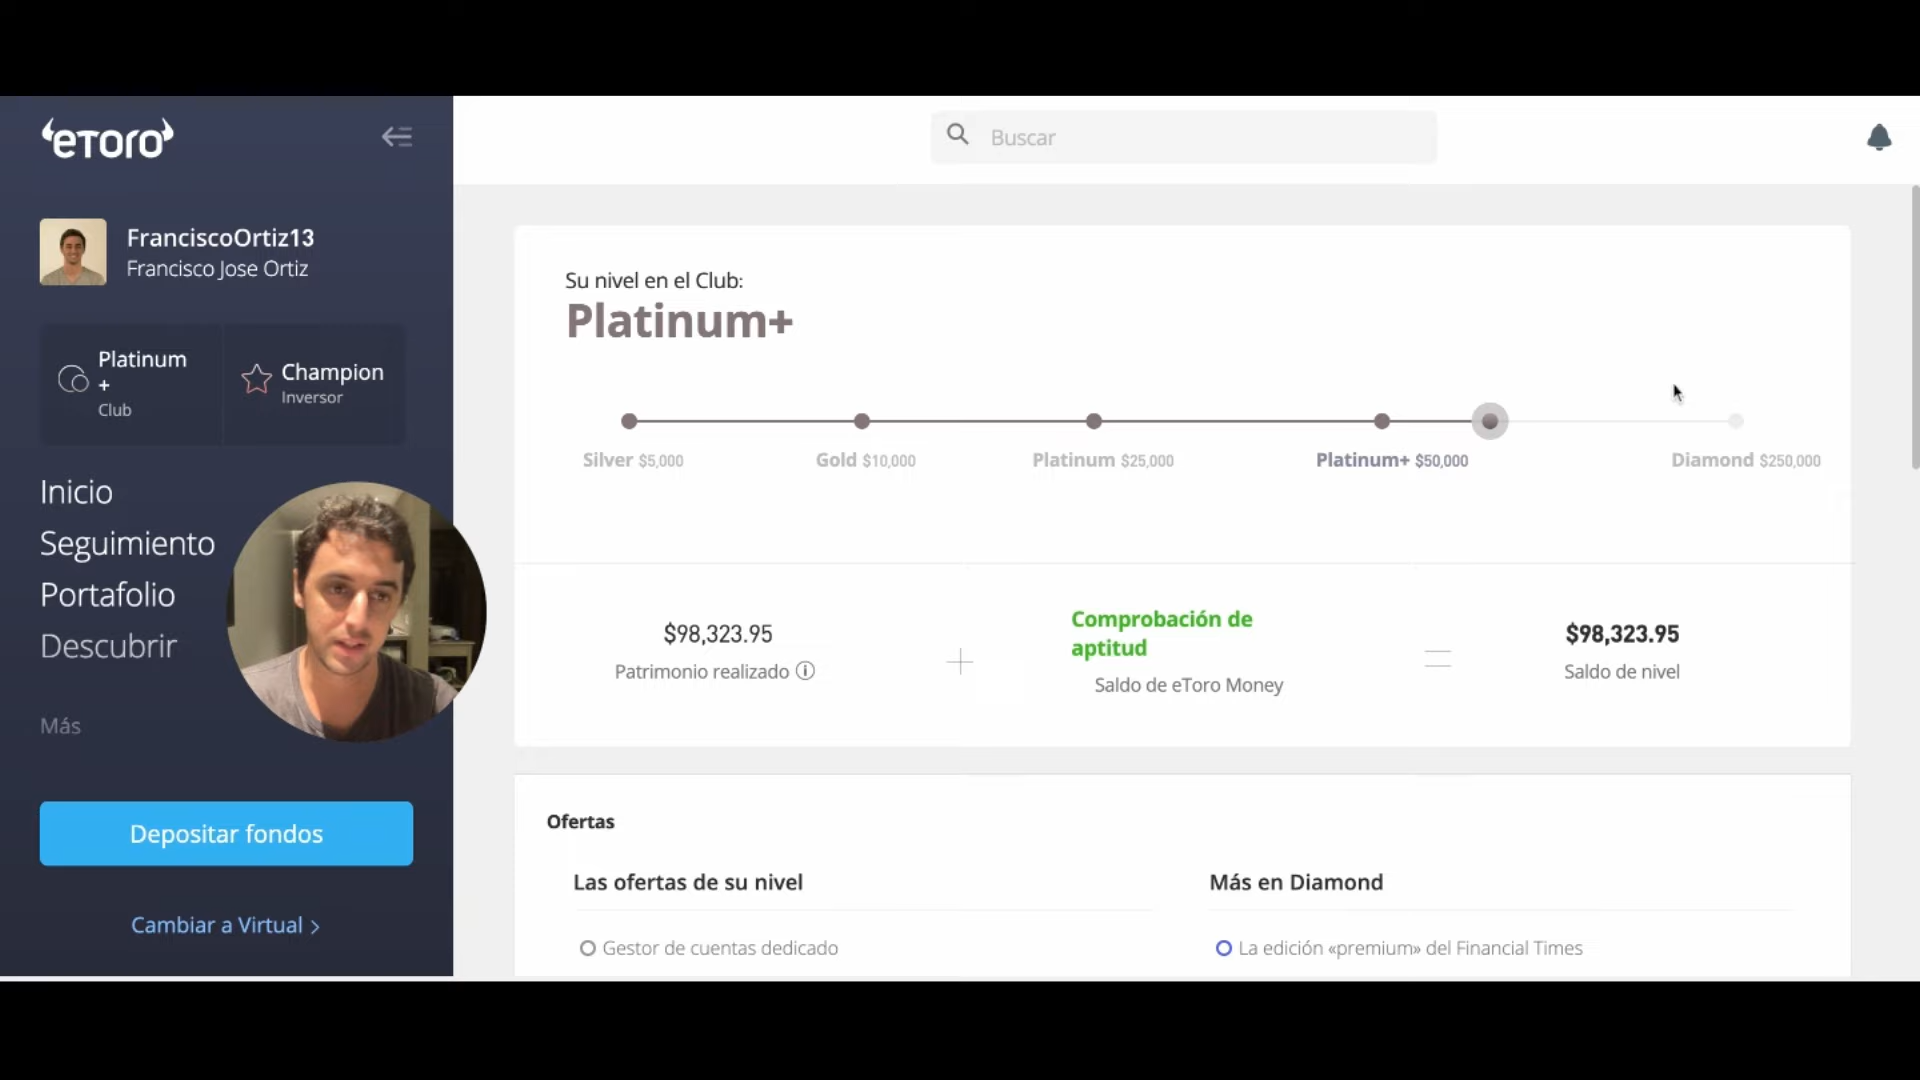 eToro
FranciscoOrtiz13
Francisco Jose Ortiz
Platinum
+
Club
Champion
Inversor
Inicio
Seguimiento
Portafolio
Descubrir
Más
Depositar fondos
Cambiar a Virtual >
Buscar
Su nivel en el Club:
Platinum+
Silver $5,000
Gold $10,000
Platinum $25,000
Platinum+ $50,000
Diamond $250,000
$98,323.95
Patrimonio realizado
+
Comprobación de
aptitud
Saldo de eToro Money
=
$98,323.95
Saldo de nivel
Ofertas
Las ofertas de su nivel
Gestor de cuentas dedicado
Más en Diamond
La edición «premium» del Financial Times